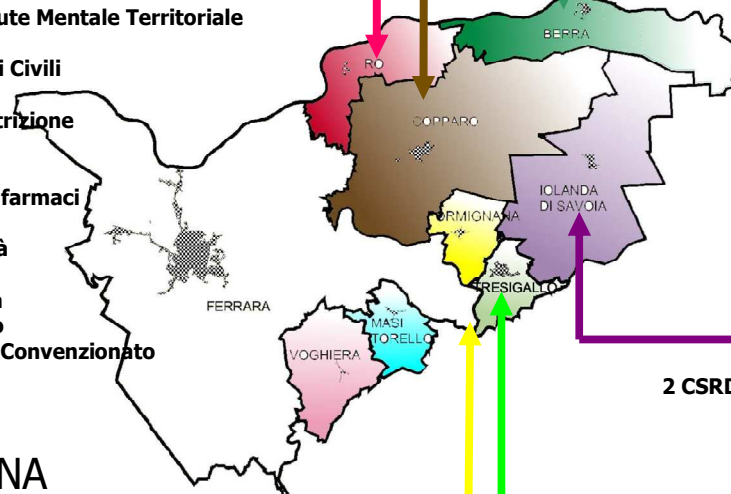 ute Mentale Territoriale
i Civili
trizione
farmaci
à
Convenzionato
NA
BERRA
RO
COPPARO
IOLANDA
DI SAVOIA
ORMIGNANA
TRESIGALLO
FERRARA
MASI
TORELLO
VOGHIERA
2 CSRD